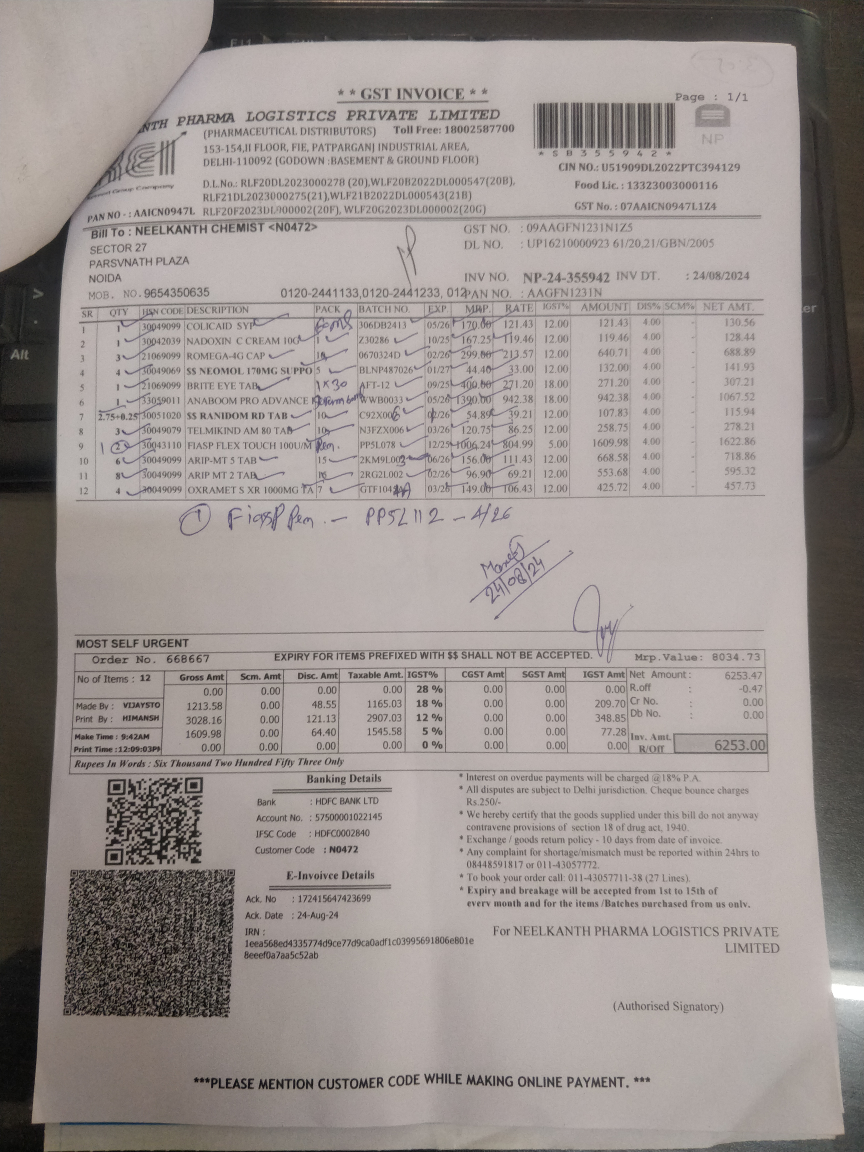 ** GST INVOICE **
Page : 1/1
NTH PHARMA LOGISTICS PRIVATE LIMITED
(PHARMACEUTICAL DISTRIBUTORS) Toll Free: 18002587700
153-154,II FLOOR, FIE, PATPARGANJ INDUSTRIAL AREA,
DELHI-110092 (GODOWN :BASEMENT & GROUND FLOOR)
*SB355942*
NP
CIN NO.: U51909DL2022PTC394129
D.L.No.: RLF20DL2023000278 (20),WLF20B2022DL000547(20B),
Food Lic. : 13323003000116
RLF21DL2023000275(21),WLF21B2022DL000543(21B)
GST No. : 07AAICN0947L1Z4
PAN NO - : AAICN0947L RLF20F2023DL900002(20F), WLF20G2023DL000002(20G)
Bill To : NEELKANTH CHEMIST <N0472>
GST NO. : 09AAGFN1231N1Z5
SECTOR 27
DL NO. : UP16210000923 61/20,21/GBN/2005
PARSVNATH PLAZA
NOIDA
INV NO. NP-24-355942 INV DT. : 24/08/2024
MOB. NO. 9654350635 0120-2441133,0120-2441233, 012 PAN NO. : AAGFN1231N
SR QTY HSN CODE DESCRIPTION PACK BATCH NO. EXP MRP RATE IGST% AMOUNT DIS% SCM% NET AMT.
1 1 30049099 COLICAID SYP 306DB2413 05/26 170.00 121.43 12.00 121.43 4.00 - 130.56
2 1 30042039 NADOXIN C CREAM 10G 1 Z30286 10/25 167.25 119.46 12.00 119.46 4.00 - 128.44
3 3 21069099 ROMEGA-4G CAP 10 0670324D 02/26 299.00 213.57 12.00 640.71 4.00 - 688.89
4 4 30049069 $$ NEOMOL 170MG SUPPO 5 BLNP487026 01/27 44.40 33.00 12.00 132.00 4.00 - 141.93
5 1 21069099 BRITE EYE TAB 1x30 AFT-12 09/25 400.00 271.20 18.00 271.20 4.00 - 307.21
6 1 33059011 ANABOOM PRO ADVANCE WWB0033 05/26 1390.00 942.38 18.00 942.38 4.00 - 1067.52
7 2.75+0.25 30051020 $$ RANIDOM RD TAB 10 C92X006 54.89 39.21 12.00 107.83 4.00 - 115.94
8 3 30049079 TELMIKIND AM 80 TAB 10 N3FZX006 03/26 120.75 86.25 12.00 258.75 4.00 - 278.21
9 1 2 30043110 FIASP FLEX TOUCH 100U/M Pen. PP5L078 12/25 1006.24 804.99 5.00 1609.98 4.00 - 1622.86
10 6 30049099 ARIP-MT 5 TAB 15 2KM9L003 06/26 156.00 111.43 12.00 668.58 4.00 - 718.86
11 8 30049099 ARIP MT 2 TAB 2RG2L002 02/26 96.90 69.21 12.00 553.68 4.00 - 595.32
12 4 30049099 OXRAMET S XR 1000MG TA 7 03/26 149.00 106.43 12.00 425.72 4.00 - 457.73
① Fiasp Pen. - PP5L112 - 4/26
24/08/24
MOST SELF URGENT
Order No. 668667 EXPIRY FOR ITEMS PREFIXED WITH $$ SHALL NOT BE ACCEPTED. Mrp.Value: 8034.73
No of Items : 12 Gross Amt Scm. Amt Disc. Amt Taxable Amt. IGST% CGST Amt SGST Amt IGST Amt Net Amount: 6253.47
0.00 0.00 0.00 0.00 28 % 0.00 0.00 0.00 R.off : -0.47
Made By : VIJAYSTO 1213.58 0.00 48.55 1165.03 18 % 0.00 0.00 209.70 Cr No. : 0.00
Print By : HIMANSH 3028.16 0.00 121.13 2907.03 12 % 0.00 0.00 348.85 Db No. : 0.00
Make Time : 9:42AM 1609.98 0.00 64.40 1545.58 5 % 0.00 0.00 77.28 Inv. Amt.
Print Time :12:09:03PM 0.00 0.00 0.00 0.00 0 % 0.00 0.00 0.00 R/Off 6253.00
Rupees In Words : Six Thousand Two Hundred Fifty Three Only
Banking Details
Bank : HDFC BANK LTD
Account No. : 57500001022145
IFSC Code : HDFC0002840
Customer Code : N0472
E-Invoivce Details
Ack. No : 172415647423699
Ack. Date : 24-Aug-24
IRN :
1eea568ed4335774d9ce77d9ca0adf1c03995691806e801e
8eeef0a7aa5c52ab
* Interest on overdue payments will be charged @18% P.A.
* All disputes are subject to Delhi jurisdiction. Cheque bounce charges
Rs.250/-
* We hereby certify that the goods supplied under this bill do not anyway
contravene provisions of section 18 of drug act, 1940.
* Exchange / goods return policy - 10 days from date of invoice.
* Any complaint for shortage/mismatch must be reported within 24hrs to
08448591817 or 011-43057772.
* To book your order call: 011-43057711-38 (27 Lines).
* Expiry and breakage will be accepted from 1st to 15th of
every month and for the items /Batches purchased from us only.
For NEELKANTH PHARMA LOGISTICS PRIVATE
LIMITED
(Authorised Signatory)
***PLEASE MENTION CUSTOMER CODE WHILE MAKING ONLINE PAYMENT. ***